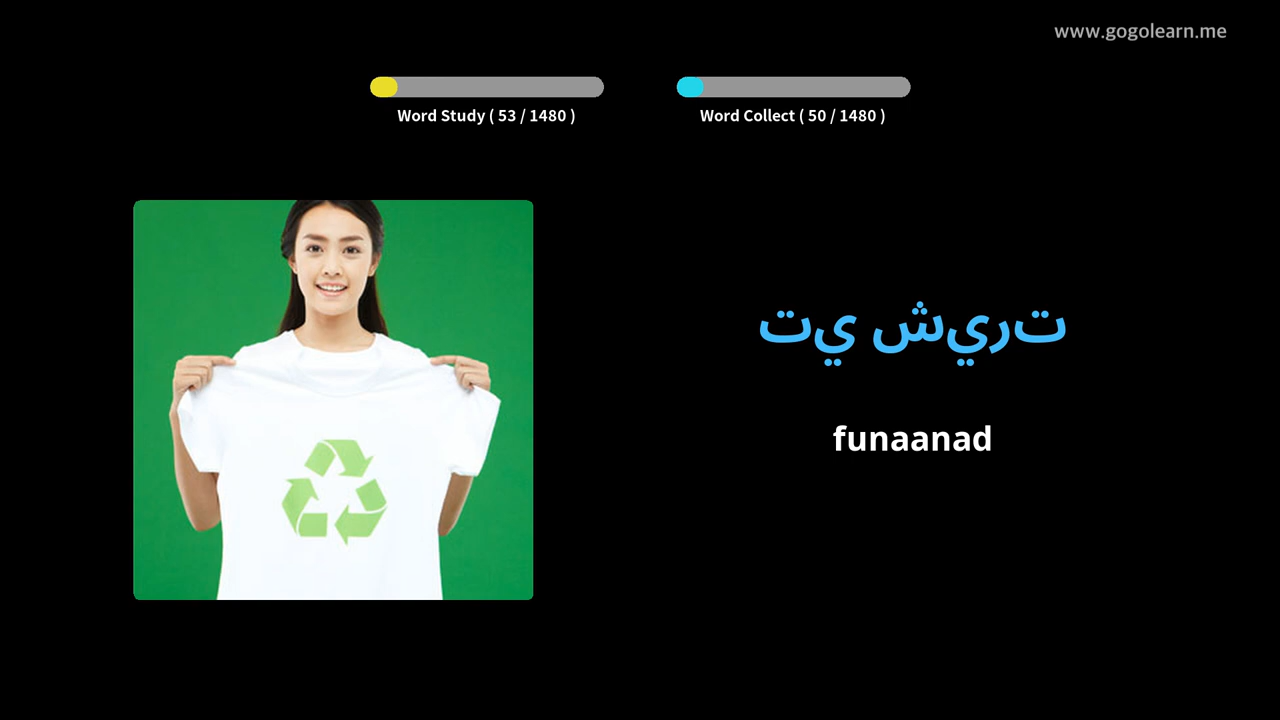 www.gogolearn.me
Word Study ( 53 / 1480 )
Word Collect ( 50 / 1480 )
تي شيرت
funaanad